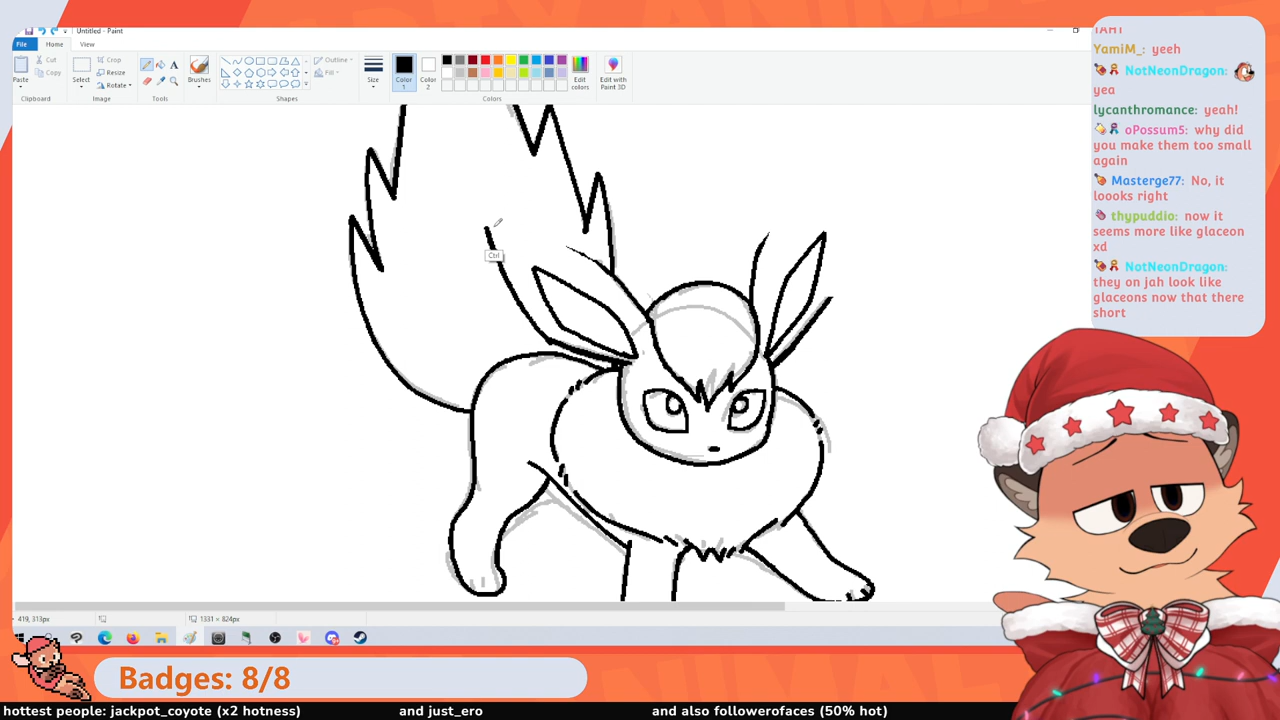 Untitled - Paint
File
Home
View
Paste
Cut
Copy
Clipboard
Select
Crop
Resize
Rotate
Image
A
Tools
Brushes
Outline
Fill
Shapes
Size
Color
1
Color
2
Edit
colors
Edit with
Paint 3D
Colors
YAHT
YamiM_: yeeh
NotNeonDragon:
yea
lycanthromance: yeah!
oPossum5: why did
you make them too small
again
Masterge77: No, it
loooks right
thypuddio: now it
seems more like glaceon
xd
NotNeonDragon:
they on jah look like
glaceons now that there
short
Ctrl
419, 313px
1331 × 824px
Badges: 8/8
hottest people: jackpot_coyote (x2 hotness) and just_ero and also followerofaces (50% hot)